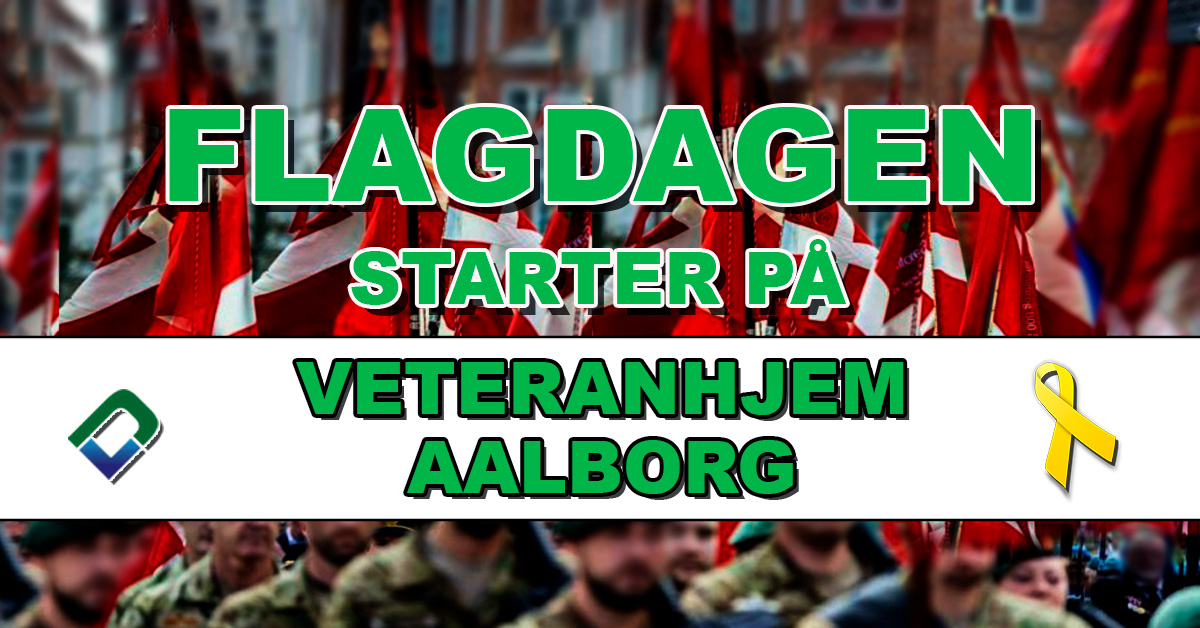 FLAGDAGEN
STARTER PÅ
VETERANHJEM
AALBORG